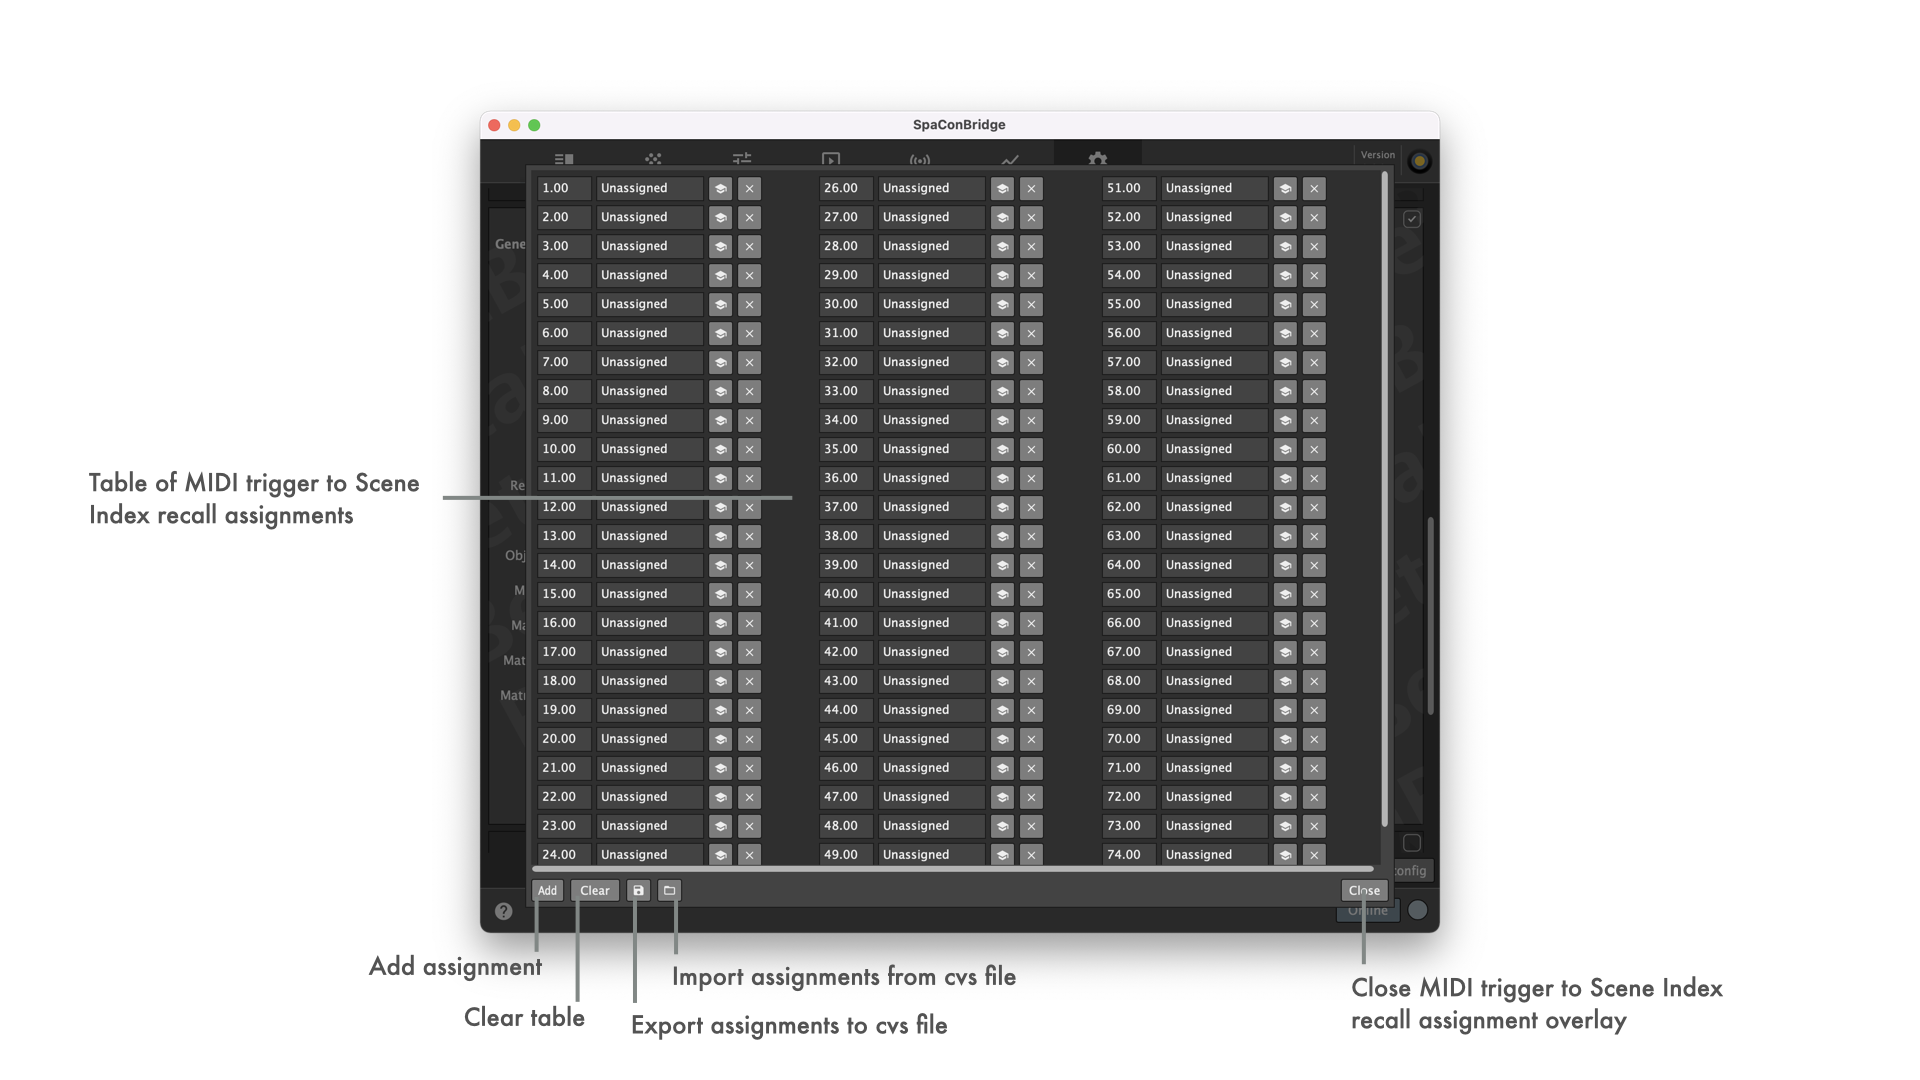 SpaConBridge
Version
1.00 Unassigned 26.00 Unassigned 51.00 Unassigned
2.00 Unassigned 27.00 Unassigned 52.00 Unassigned
Gene 3.00 Unassigned 28.00 Unassigned 53.00 Unassigned
4.00 Unassigned 29.00 Unassigned 54.00 Unassigned
5.00 Unassigned 30.00 Unassigned 55.00 Unassigned
6.00 Unassigned 31.00 Unassigned 56.00 Unassigned
7.00 Unassigned 32.00 Unassigned 57.00 Unassigned
8.00 Unassigned 33.00 Unassigned 58.00 Unassigned
9.00 Unassigned 34.00 Unassigned 59.00 Unassigned
10.00 Unassigned 35.00 Unassigned 60.00 Unassigned
11.00 Unassigned 36.00 Unassigned 61.00 Unassigned
Re
12.00 Unassigned 37.00 Unassigned 62.00 Unassigned
13.00 Unassigned 38.00 Unassigned 63.00 Unassigned
Obj
14.00 Unassigned 39.00 Unassigned 64.00 Unassigned
M 15.00 Unassigned 40.00 Unassigned 65.00 Unassigned
Ma 16.00 Unassigned 41.00 Unassigned 66.00 Unassigned
17.00 Unassigned 42.00 Unassigned 67.00 Unassigned
Mat
18.00 Unassigned 43.00 Unassigned 68.00 Unassigned
Mat
19.00 Unassigned 44.00 Unassigned 69.00 Unassigned
20.00 Unassigned 45.00 Unassigned 70.00 Unassigned
21.00 Unassigned 46.00 Unassigned 71.00 Unassigned
22.00 Unassigned 47.00 Unassigned 72.00 Unassigned
23.00 Unassigned 48.00 Unassigned 73.00 Unassigned
24.00 Unassigned 49.00 Unassigned 74.00 Unassigned
onfig
Add Clear Close
Online
Table of MIDI trigger to Scene
Index recall assignments
Add assignment
Clear table
Export assignments to cvs file
Import assignments from cvs file
Close MIDI trigger to Scene Index
recall assignment overlay